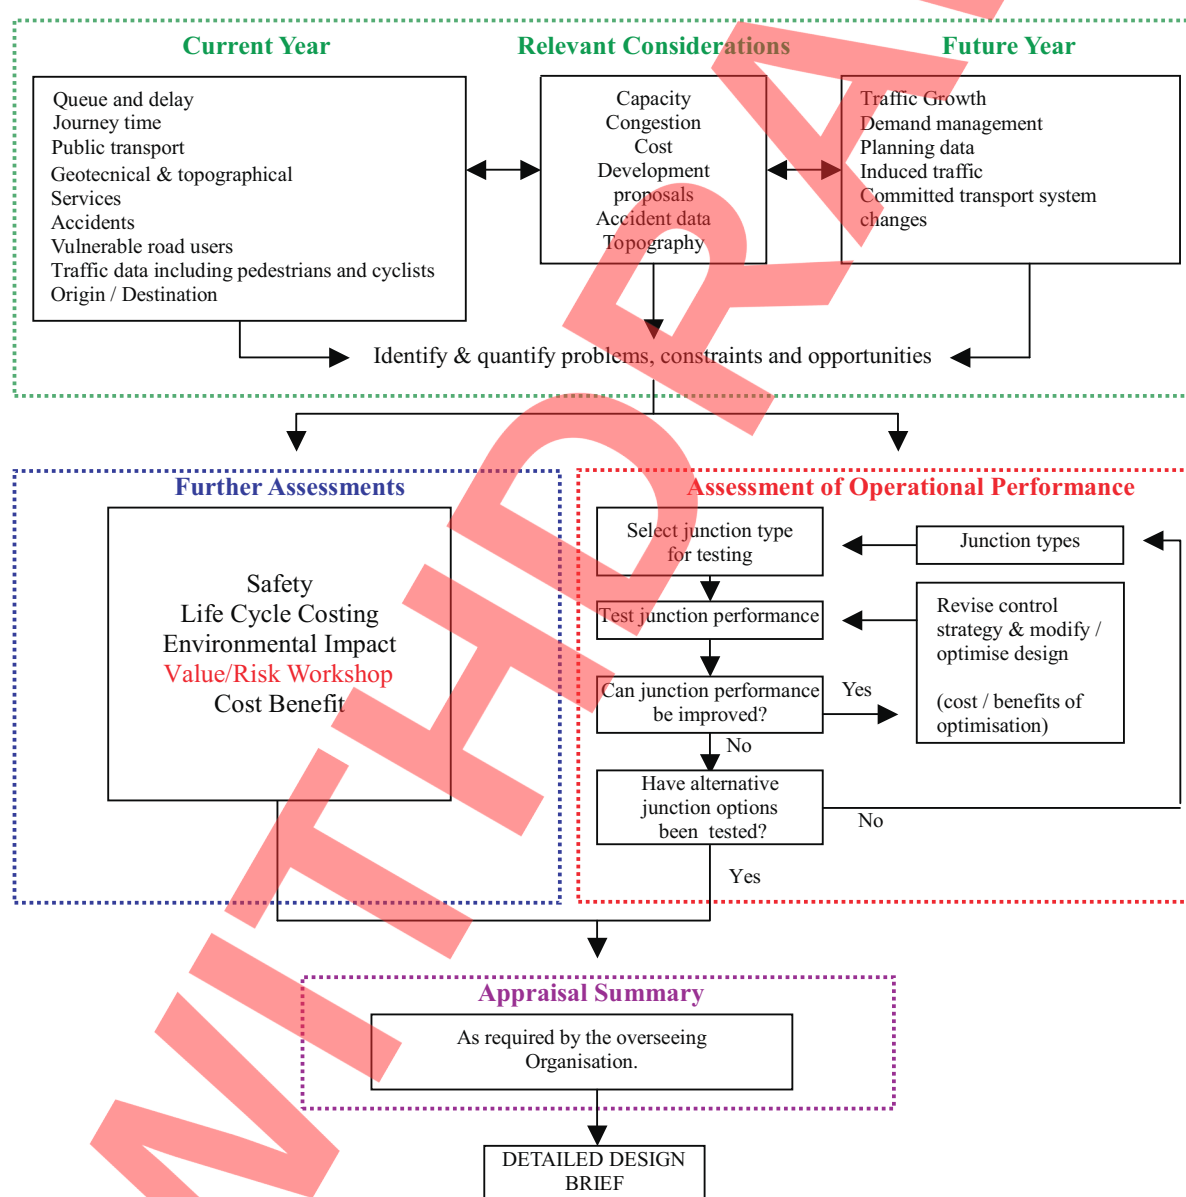 Current Year
Queue and delay
Journey time
Public transport
Geotecnical & topographical
Services
Accidents
Vulnerable road users
Traffic data including pedestrians and cyclists
Origin / Destination
Relevant Considerations
Capacity
Congestion
Cost
Development
proposals
Accident data
Topography
Future Year
Traffic Growth
Demand management
Planning data
Induced traffic
Committed transport system
changes
Identify & quantify problems, constraints and opportunities
Further Assessments
Safety
Life Cycle Costing
Environmental Impact
Value/Risk Workshop
Cost Benefit
Assessment of Operational Performance
Select junction type
for testing
Junction types
Test junction performance
Revise control
strategy & modify /
optimise design
(cost / benefits of
optimisation)
Can junction performance
be improved?
Yes
No
Have alternative
junction options
been tested?
No
Yes
Appraisal Summary
As required by the overseeing
Organisation.
DETAILED DESIGN
BRIEF
WITHDRA